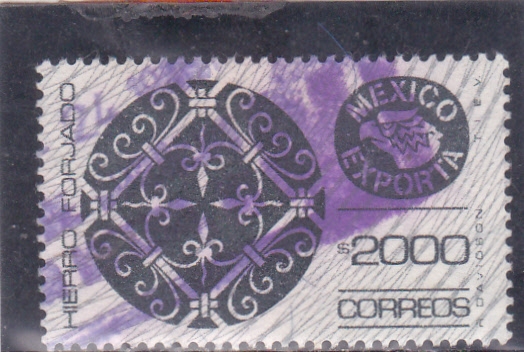 HIERRO FORJADO
MEXICO
EXPORTA
$2000
CORREOS